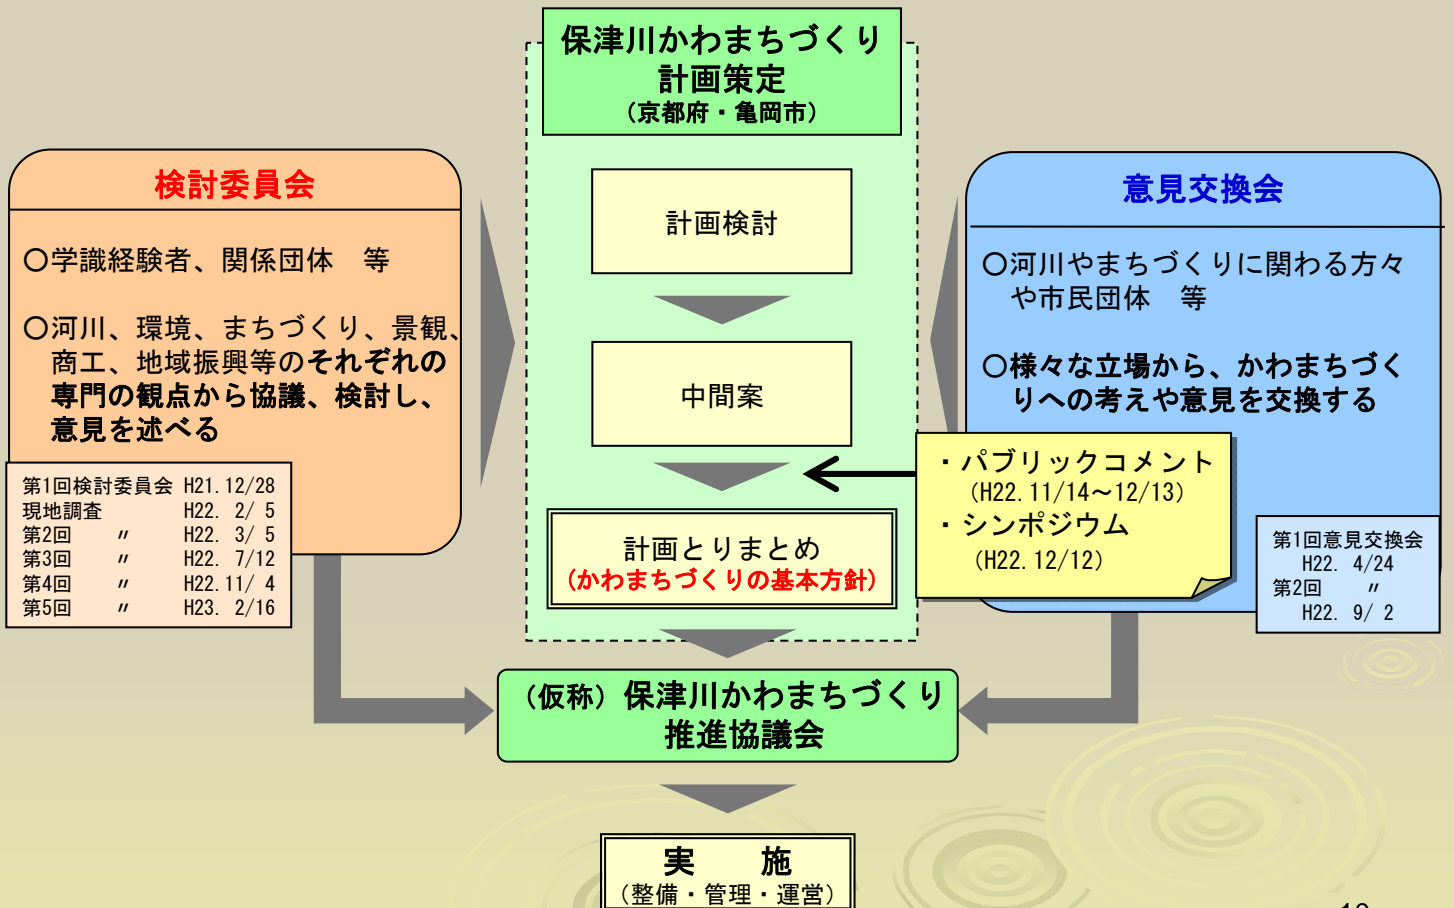 保津川かわまちづくり
計画策定
(京都府・亀岡市)
検討委員会
〇学識経験者、関係団体 等
〇河川、環境、まちづくり、景観、
商工、地域振興等のそれぞれの
専門の観点から協議、検討し、
意見を述べる
第1回検討委員会 H21.12/28
現地調査 H22. 2/ 5
第2回 〃 H22. 3/ 5
第3回 〃 H22. 7/12
第4回 〃 H22.11/ 4
第5回 〃 H23. 2/16
計画検討
中間案
計画とりまとめ
(かわまちづくりの基本方針)
意見交換会
〇河川やまちづくりに関わる方々
や市民団体 等
〇様々な立場から、かわまちづく
りへの考えや意見を交換する
・パブリックコメント
(H22.11/14～12/13)
・シンポジウム
(H22.12/12)
第1回意見交換会
H22. 4/24
第2回 〃
H22. 9/ 2
(仮称)保津川かわまちづくり
推進協議会
実 施
(整備・管理・運営)